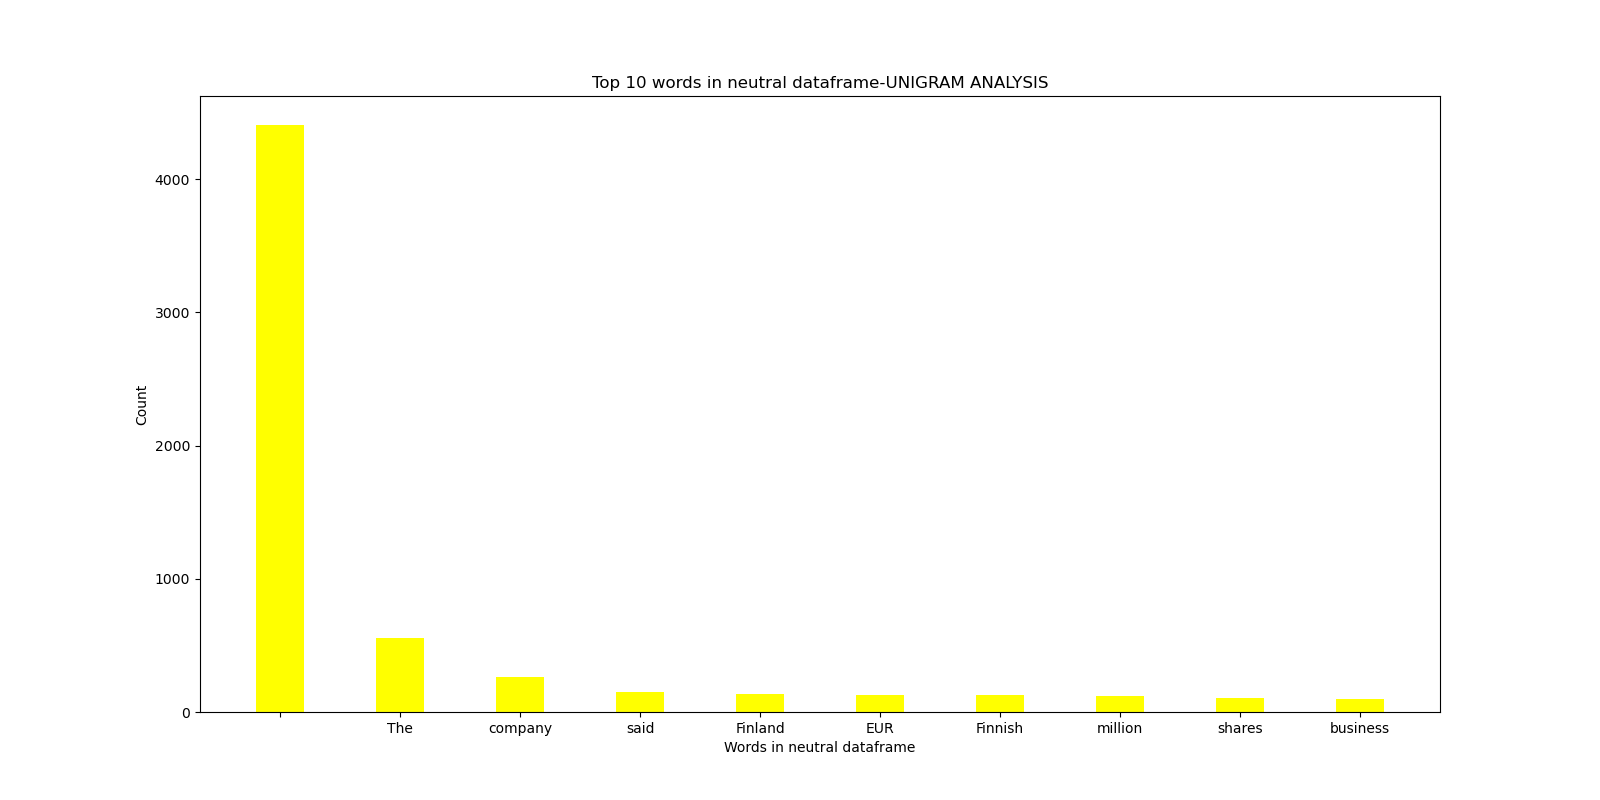 Top 10 words in neutral dataframe-UNIGRAM ANALYSIS
4000
3000
2000
1000
0
Count
The company said Finland EUR Finnish million shares business
Words in neutral dataframe